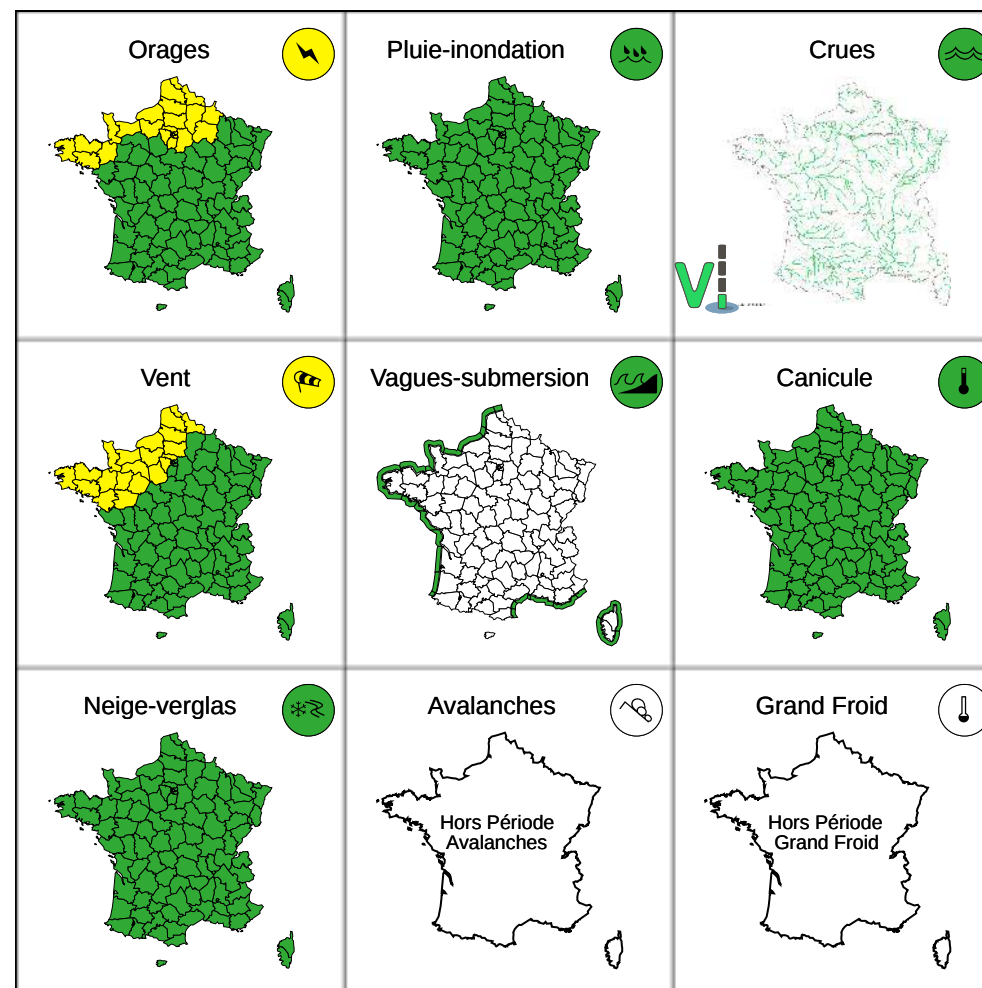 Orages
Pluie-inondation
Crues
Vi
Vent
Vagues-submersion
Canicule
Neige-verglas
Avalanches
Grand Froid
Hors Période
Avalanches
Hors Période
Grand Froid